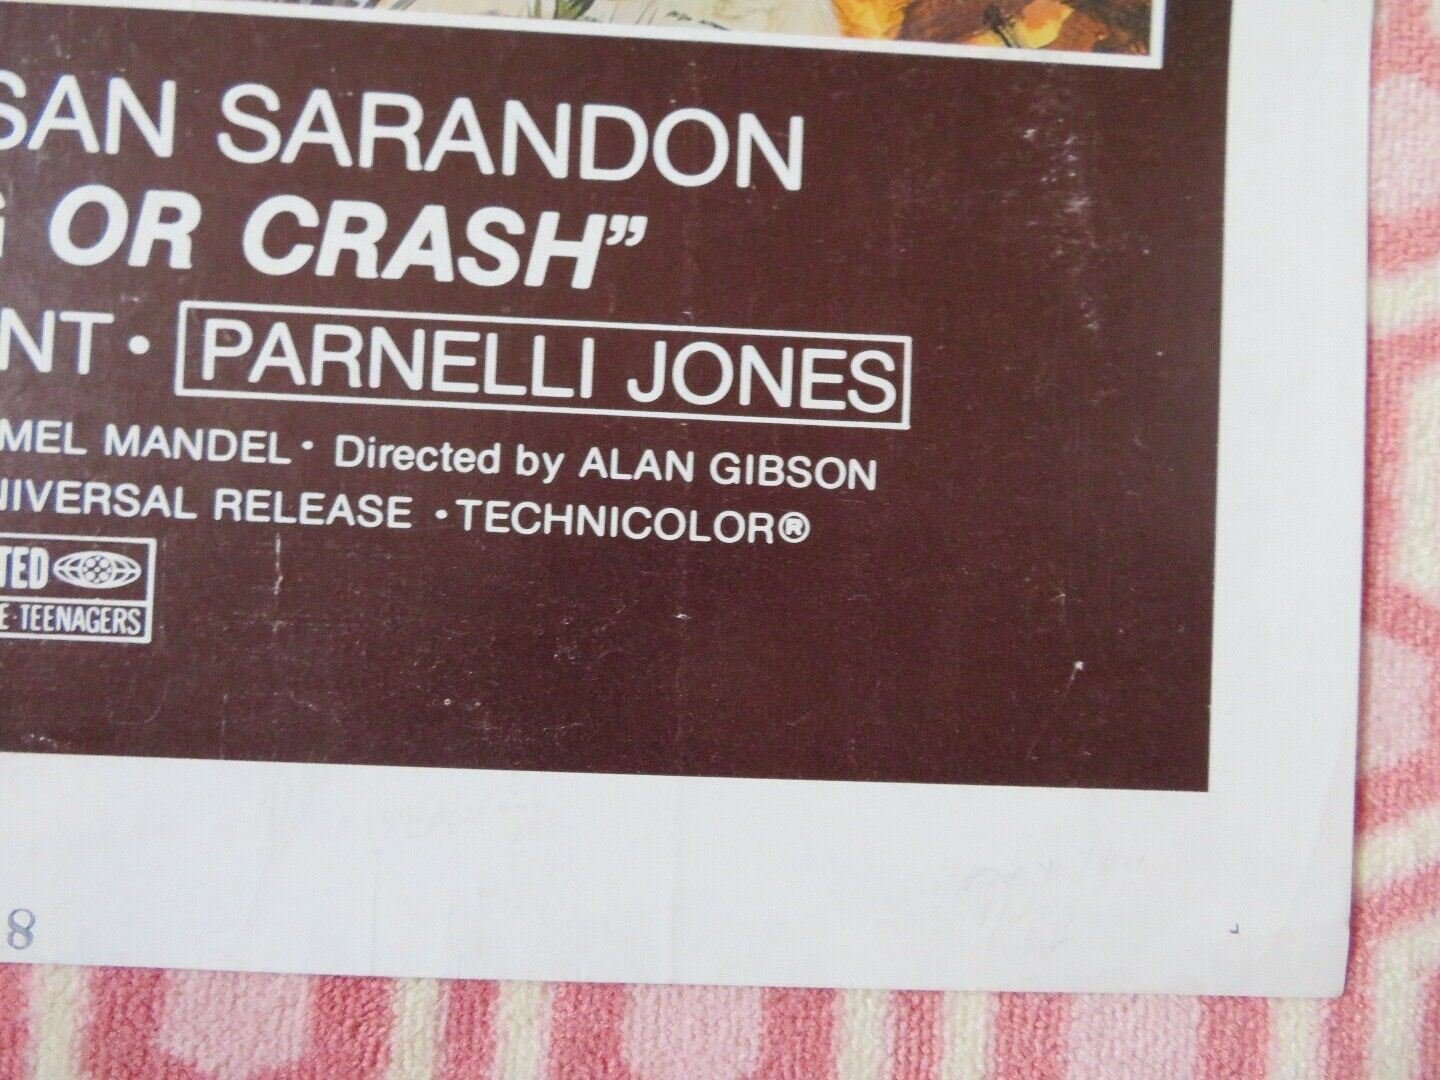 SAN SARANDON
G OR CRASH”
NT · PARNELLI JONES
MEL MANDEL · Directed by ALAN GIBSON
NIVERSAL RELEASE · TECHNICOLOR®
TED
E · TEENAGERS
8